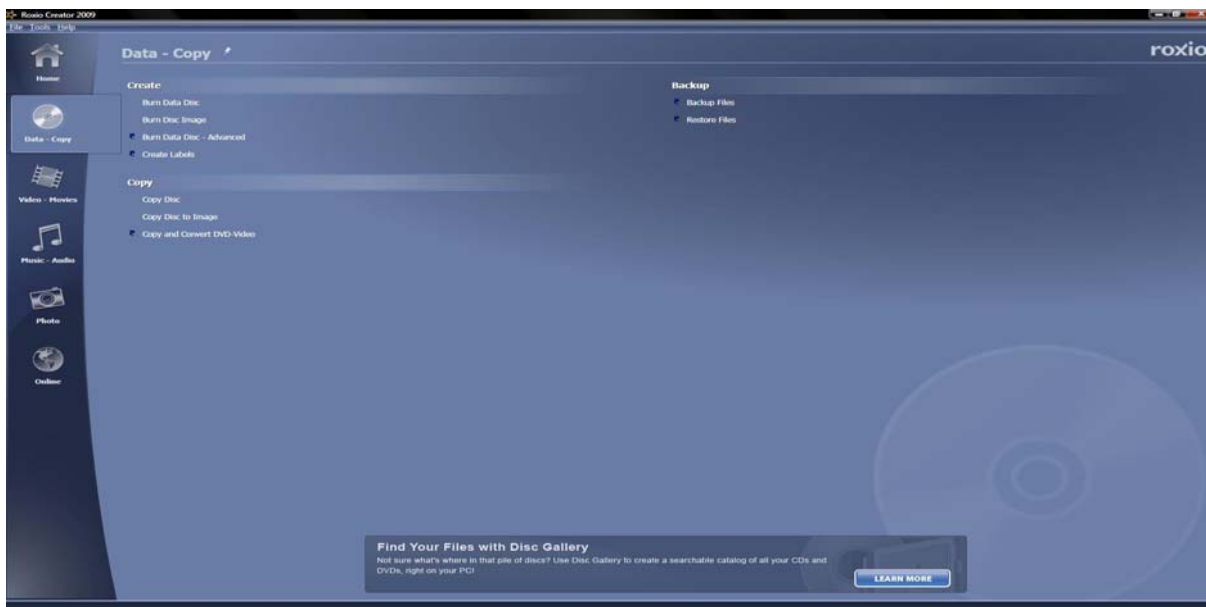 Roxio Creator 2009
File Tools Help
Home
Data - Copy
Video - Movies
Music - Audio
Photo
Online
Data - Copy
roxio
Create
Burn Data Disc
Burn Disc Image
Burn Data Disc - Advanced
Create Labels
Copy
Copy Disc
Copy Disc to Image
Copy and Convert DVD-Video
Backup
Backup Files
Restore Files
Find Your Files with Disc Gallery
Not sure what's where in that pile of discs? Use Disc Gallery to create a searchable catalog of all your CDs and
DVDs, right on your PC!
LEARN MORE